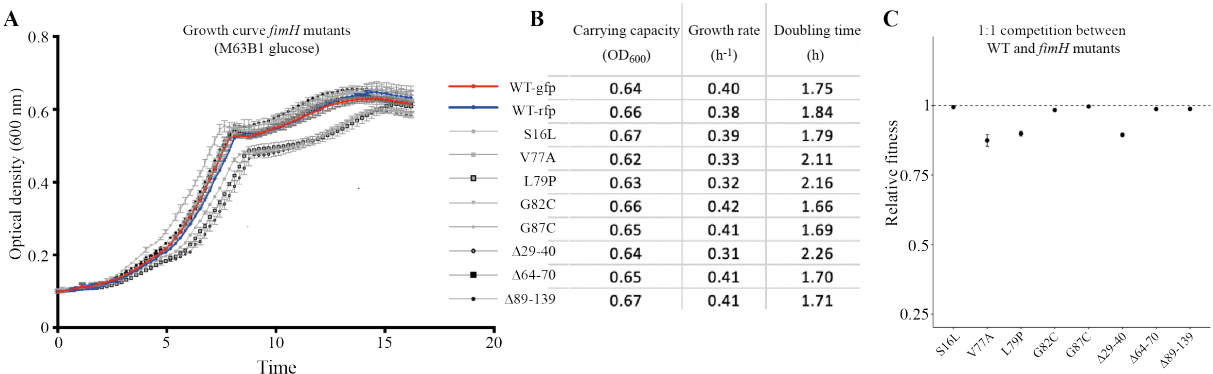 A
Growth curve fimH mutants
(M63B1 glucose)
Optical density (600 nm)
0.8
0.6
0.4
0.2
0
0 5 10 15 20
Time
B
Carrying capacity Growth rate Doubling time
(OD600) (h-1) (h)
WT-gfp 0.64 0.40 1.75
WT-rfp 0.66 0.38 1.84
S16L 0.67 0.39 1.79
V77A 0.62 0.33 2.11
L79P 0.63 0.32 2.16
G82C 0.66 0.42 1.66
G87C 0.65 0.41 1.69
Δ29-40 0.64 0.31 2.26
Δ64-70 0.65 0.41 1.70
Δ89-139 0.67 0.41 1.71
C
1:1 competition between
WT and fimH mutants
Relative fitness
1
0.75
0.5
0.25
S16L V77A L79P G82C G87C Δ29-40 Δ64-70 Δ89-139